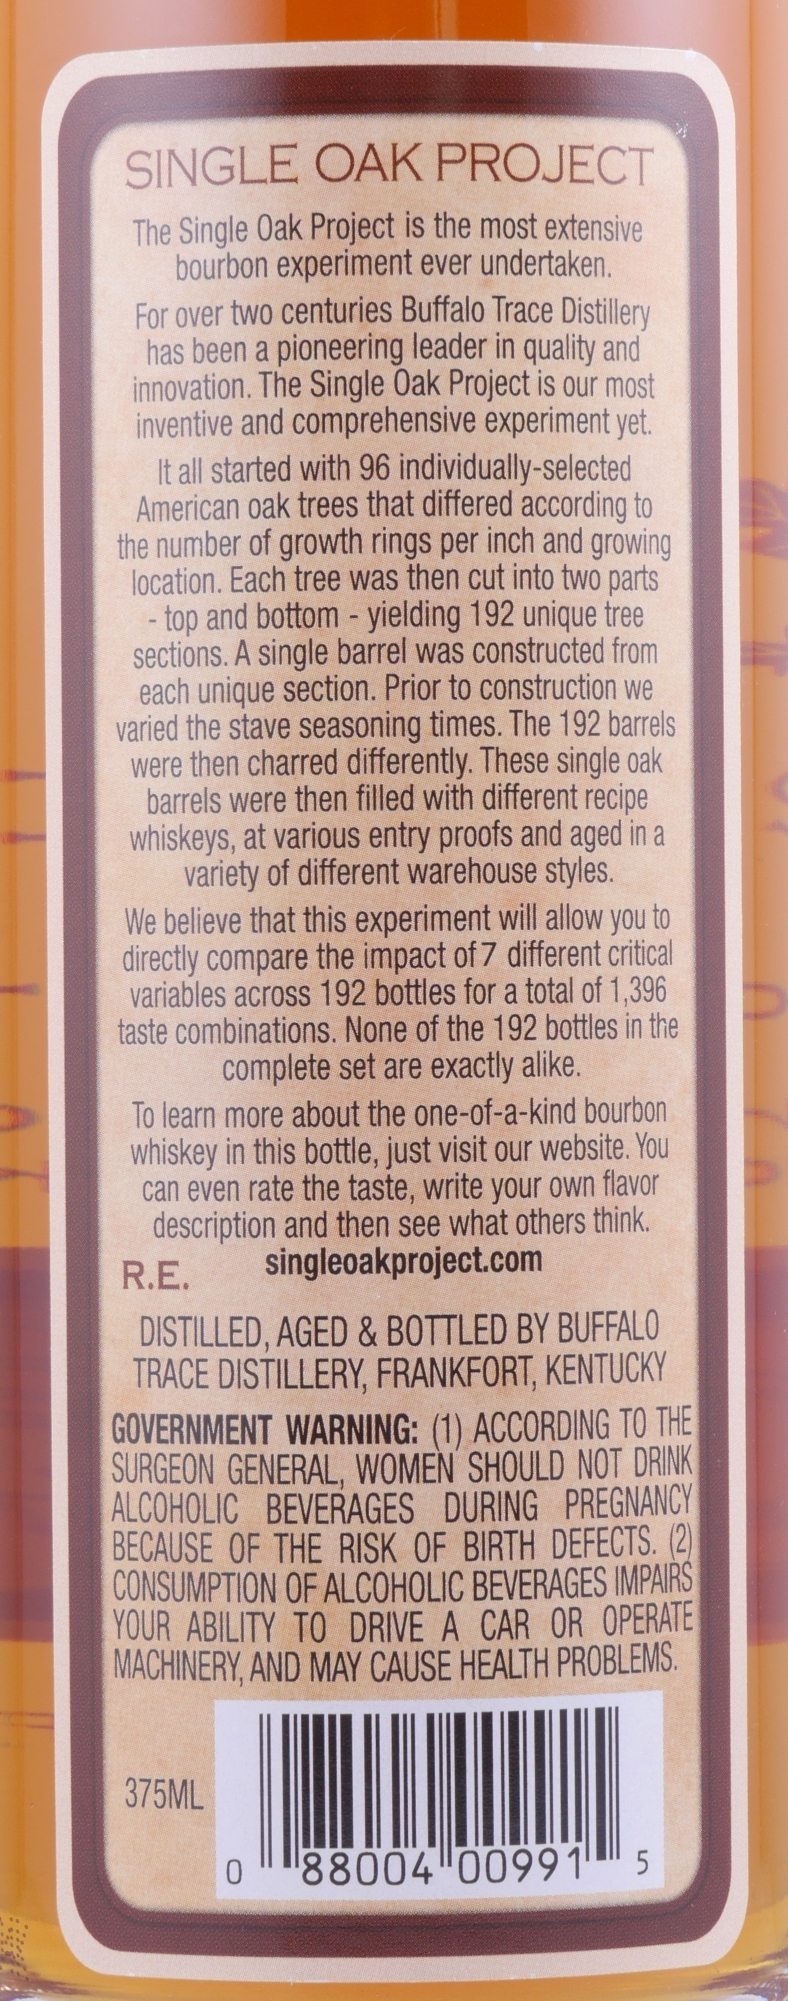 SINGLE OAK PROJECT
The Single Oak Project is the most extensive
bourbon experiment ever undertaken.
For over two centuries Buffalo Trace Distillery
has been a pioneering leader in quality and
innovation. The Single Oak Project is our most
inventive and comprehensive experiment yet.
It all started with 96 individually-selected
American oak trees that differed according to
the number of growth rings per inch and growing
location. Each tree was then cut into two parts
- top and bottom - yielding 192 unique tree
sections. A single barrel was constructed from
each unique section. Prior to construction we
varied the stave seasoning times. The 192 barrels
were then charred differently. These single oak
barrels were then filled with different recipe
whiskeys, at various entry proofs and aged in a
variety of different warehouse styles.
We believe that this experiment will allow you to
directly compare the impact of 7 different critical
variables across 192 bottles for a total of 1,396
taste combinations. None of the 192 bottles in the
complete set are exactly alike.
To learn more about the one-of-a-kind bourbon
whiskey in this bottle, just visit our website. You
can even rate the taste, write your own flavor
description and then see what others think.
R.E. singleoakproject.com
DISTILLED, AGED & BOTTLED BY BUFFALO
TRACE DISTILLERY, FRANKFORT, KENTUCKY
GOVERNMENT WARNING: (1) ACCORDING TO THE
SURGEON GENERAL, WOMEN SHOULD NOT DRINK
ALCOHOLIC BEVERAGES DURING PREGNANCY
BECAUSE OF THE RISK OF BIRTH DEFECTS. (2)
CONSUMPTION OF ALCOHOLIC BEVERAGES IMPAIRS
YOUR ABILITY TO DRIVE A CAR OR OPERATE
MACHINERY, AND MAY CAUSE HEALTH PROBLEMS.
375ML
0 88004 00991 5